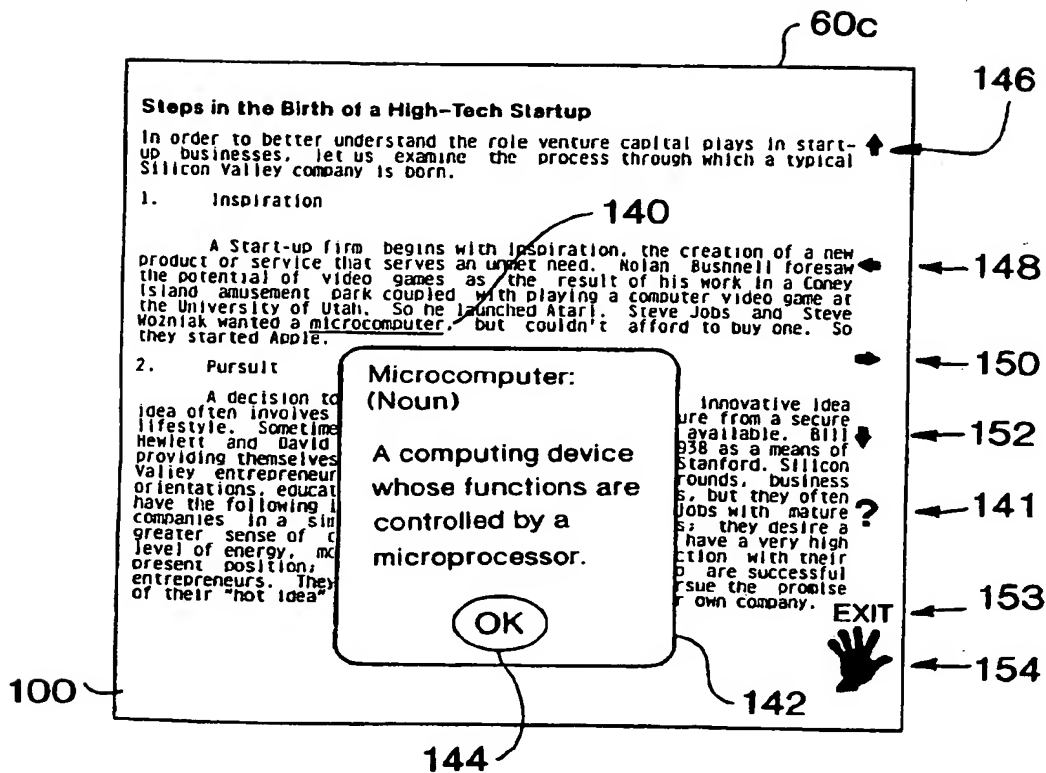 60c
146
Steps in the Birth of a High-Tech Startup
In order to better understand the role venture capital plays in start-
up businesses, let us examine the process through which a typical
Silicon Valley company is born.
1. Inspiration
140
A Start-up firm begins with inspiration, the creation of a new
product or service that serves an unmet need. Nolan Bushnell foresaw
148
the potential of video games as the result of his work in a Coney
Island amusement park coupled with playing a computer video game at
the University of Utah. So he launched Atari. Steve Jobs and Steve
Wozniak wanted a microcomputer, but couldn't afford to buy one. So
they started Apple.
150
2. Pursuit
Microcomputer:
(Noun)
A computing device
whose functions are
controlled by a
microprocessor.
OK
A decision to innovative idea
idea often involves ure from a secure
lifestyle. Sometime available. Bill
152
Hewlett and David 938 as a means of
providing themselves Stanford. Silicon
Valley entrepreneur rounds, business
orientations, educat s, but they often
have the following l jobs with mature
?
141
companies in a sim s; they desire a
greater sense of c have a very high
level of energy, mo ction with their
present position; o are successful
entrepreneurs. They rsue the promise
of their "hot idea" r own company.
EXIT
153
154
100
142
144